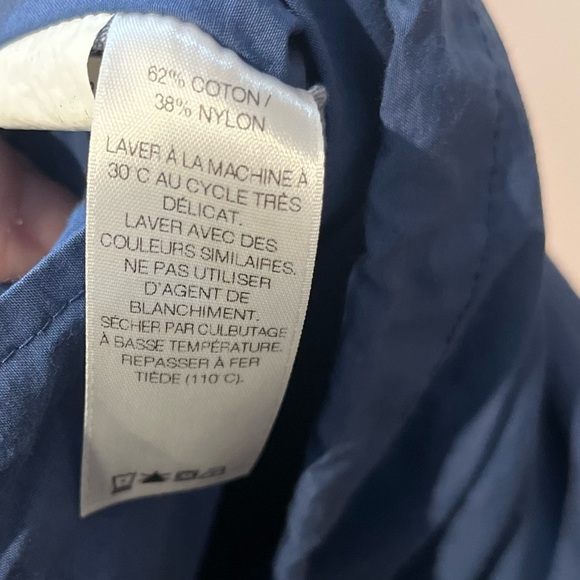 62% COTON /
38% NYLON
LAVER À LA MACHINE À
30°C AU CYCLE TRÈS
DÉLICAT.
LAVER AVEC DES
COULEURS SIMILAIRES.
NE PAS UTILISER
D'AGENT DE
BLANCHIMENT.
SÉCHER PAR CULBUTAGE
À BASSE TEMPÉRATURE.
REPASSER À FER
TIÈDE (110°C).